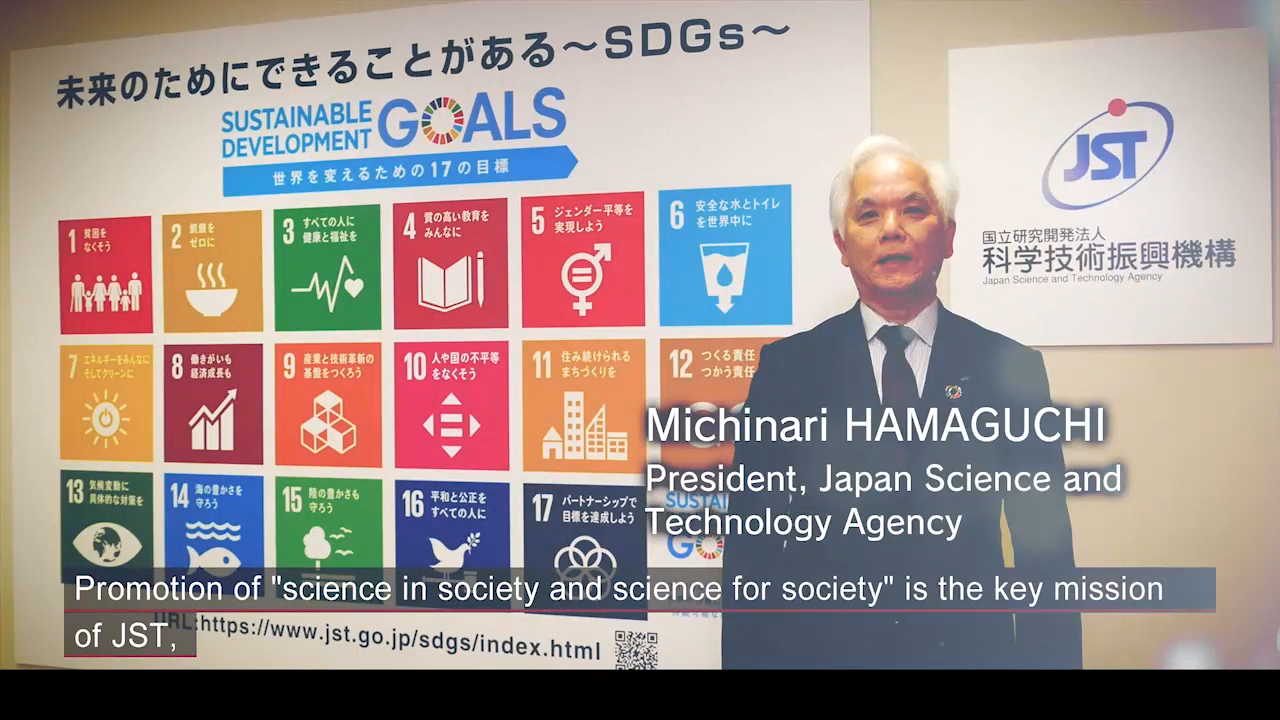 未来のためにできることがある〜SDGs〜
SUSTAINABLE
DEVELOPMENT
GOALS
世界を変えるための17の目標
1 貧困を
なくそう
2 飢餓を
ゼロに
3 すべての人に
健康と福祉を
4 質の高い教育を
みんなに
5 ジェンダー平等を
実現しよう
6 安全な水とトイレ
を世界中に
7 エネルギーをみんなに
そしてクリーンに
8 働きがいも
経済成長も
9 産業と技術革新の
基盤をつくろう
10 人や国の不平等
をなくそう
11 住み続けられる
まちづくりを
12 つくる責任
つかう責任
13 気候変動に
具体的な対策を
14 海の豊かさを
守ろう
15 陸の豊かさも
守ろう
16 平和と公正を
すべての人に
17 パートナーシップで
目標を達成しよう
JST
国立研究開発法人
科学技術振興機構
Japan Science and Technology Agency
Michinari HAMAGUCHI
President, Japan Science and
Technology Agency
Promotion of "science in society and science for society" is the key mission
of JST,
URL:https://www.jst.go.jp/sdgs/index.html